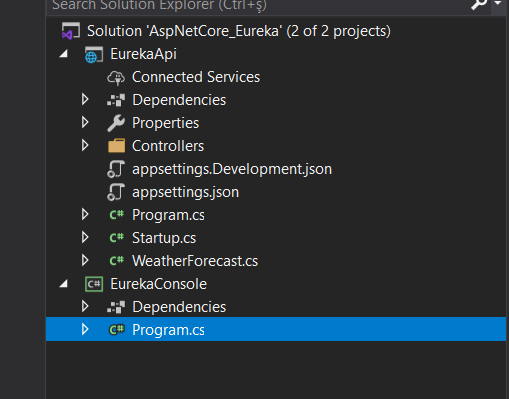 Search Solution Explorer (Ctrl+ş)
Solution 'AspNetCore_Eureka' (2 of 2 projects)
EurekaApi
Connected Services
Dependencies
Properties
Controllers
appsettings.Development.json
appsettings.json
C# Program.cs
C# Startup.cs
C# WeatherForecast.cs
C# EurekaConsole
Dependencies
C# Program.cs